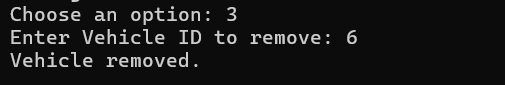 Choose an option: 3
Enter Vehicle ID to remove: 6
Vehicle removed.